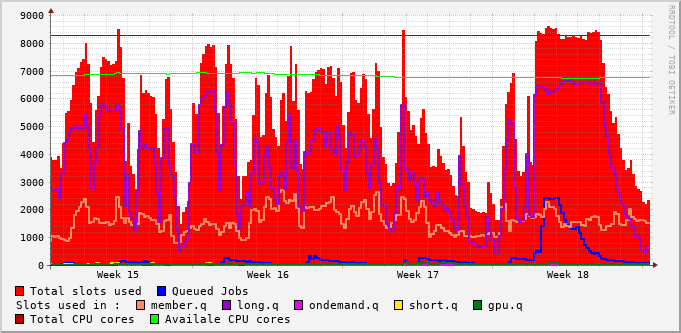 RRDTOOL / TOBI OETIKER
9000
8000
7000
6000
5000
4000
3000
2000
1000
0
Week 15 Week 16 Week 17 Week 18
Total slots used Queued Jobs
Slots used in : member.q long.q ondemand.q short.q gpu.q
Total CPU cores Availale CPU cores